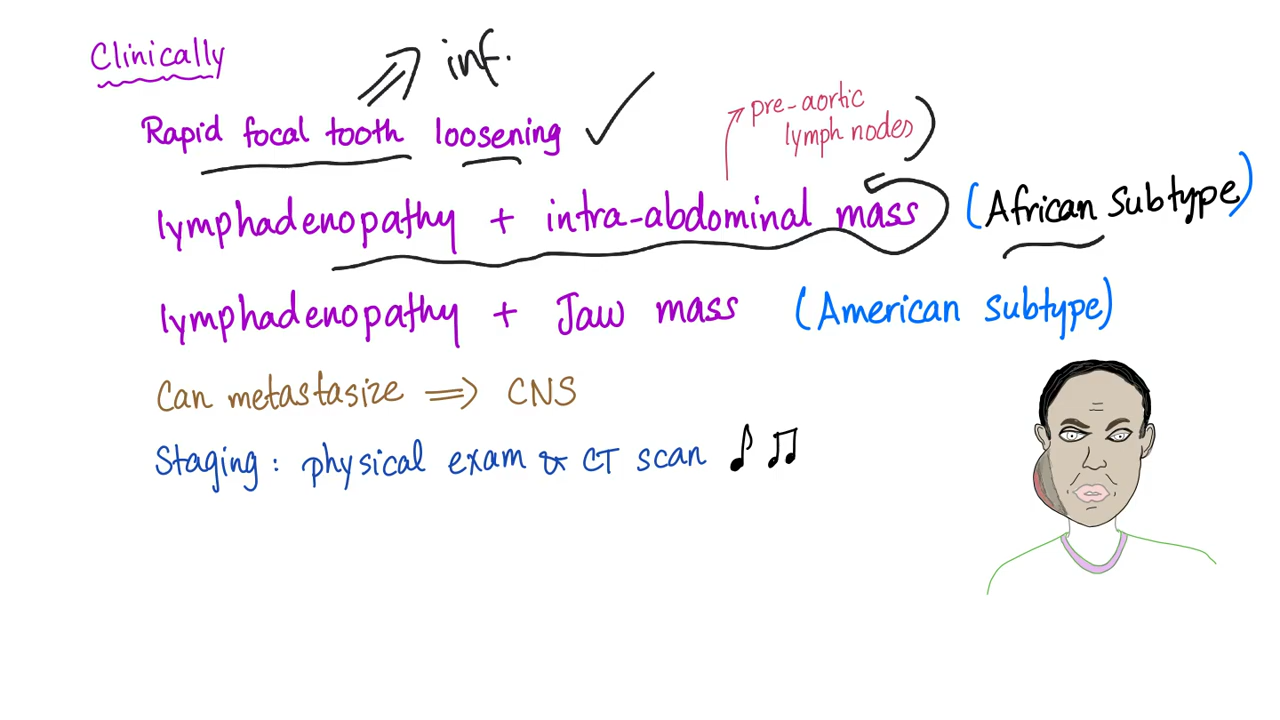 Clinically
inf.
Rapid focal tooth loosening
pre-aortic
lymph nodes
lymphadenopathy + intra-abdominal mass (African subtype)
lymphadenopathy + Jaw mass (American subtype)
Can metastasize ⇒ CNS
Staging: physical exam & CT scan